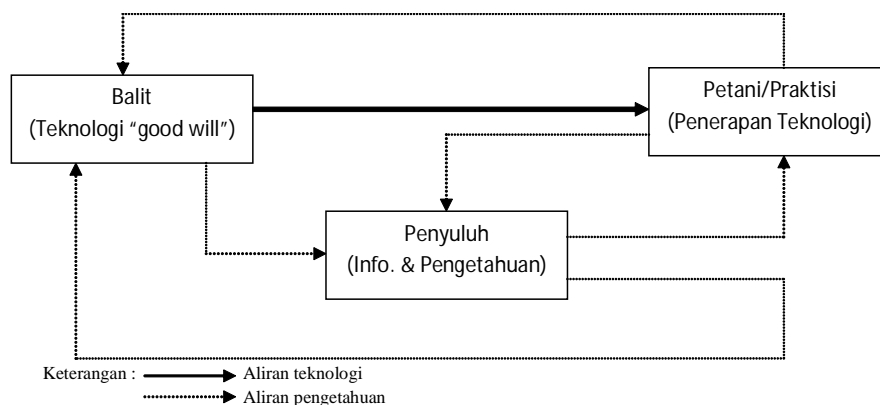 Balit
(Teknologi “good will”)
Petani/Praktisi
(Penerapan Teknologi)
Penyuluh
(Info. & Pengetahuan)
Keterangan :
Aliran teknologi
Aliran pengetahuan